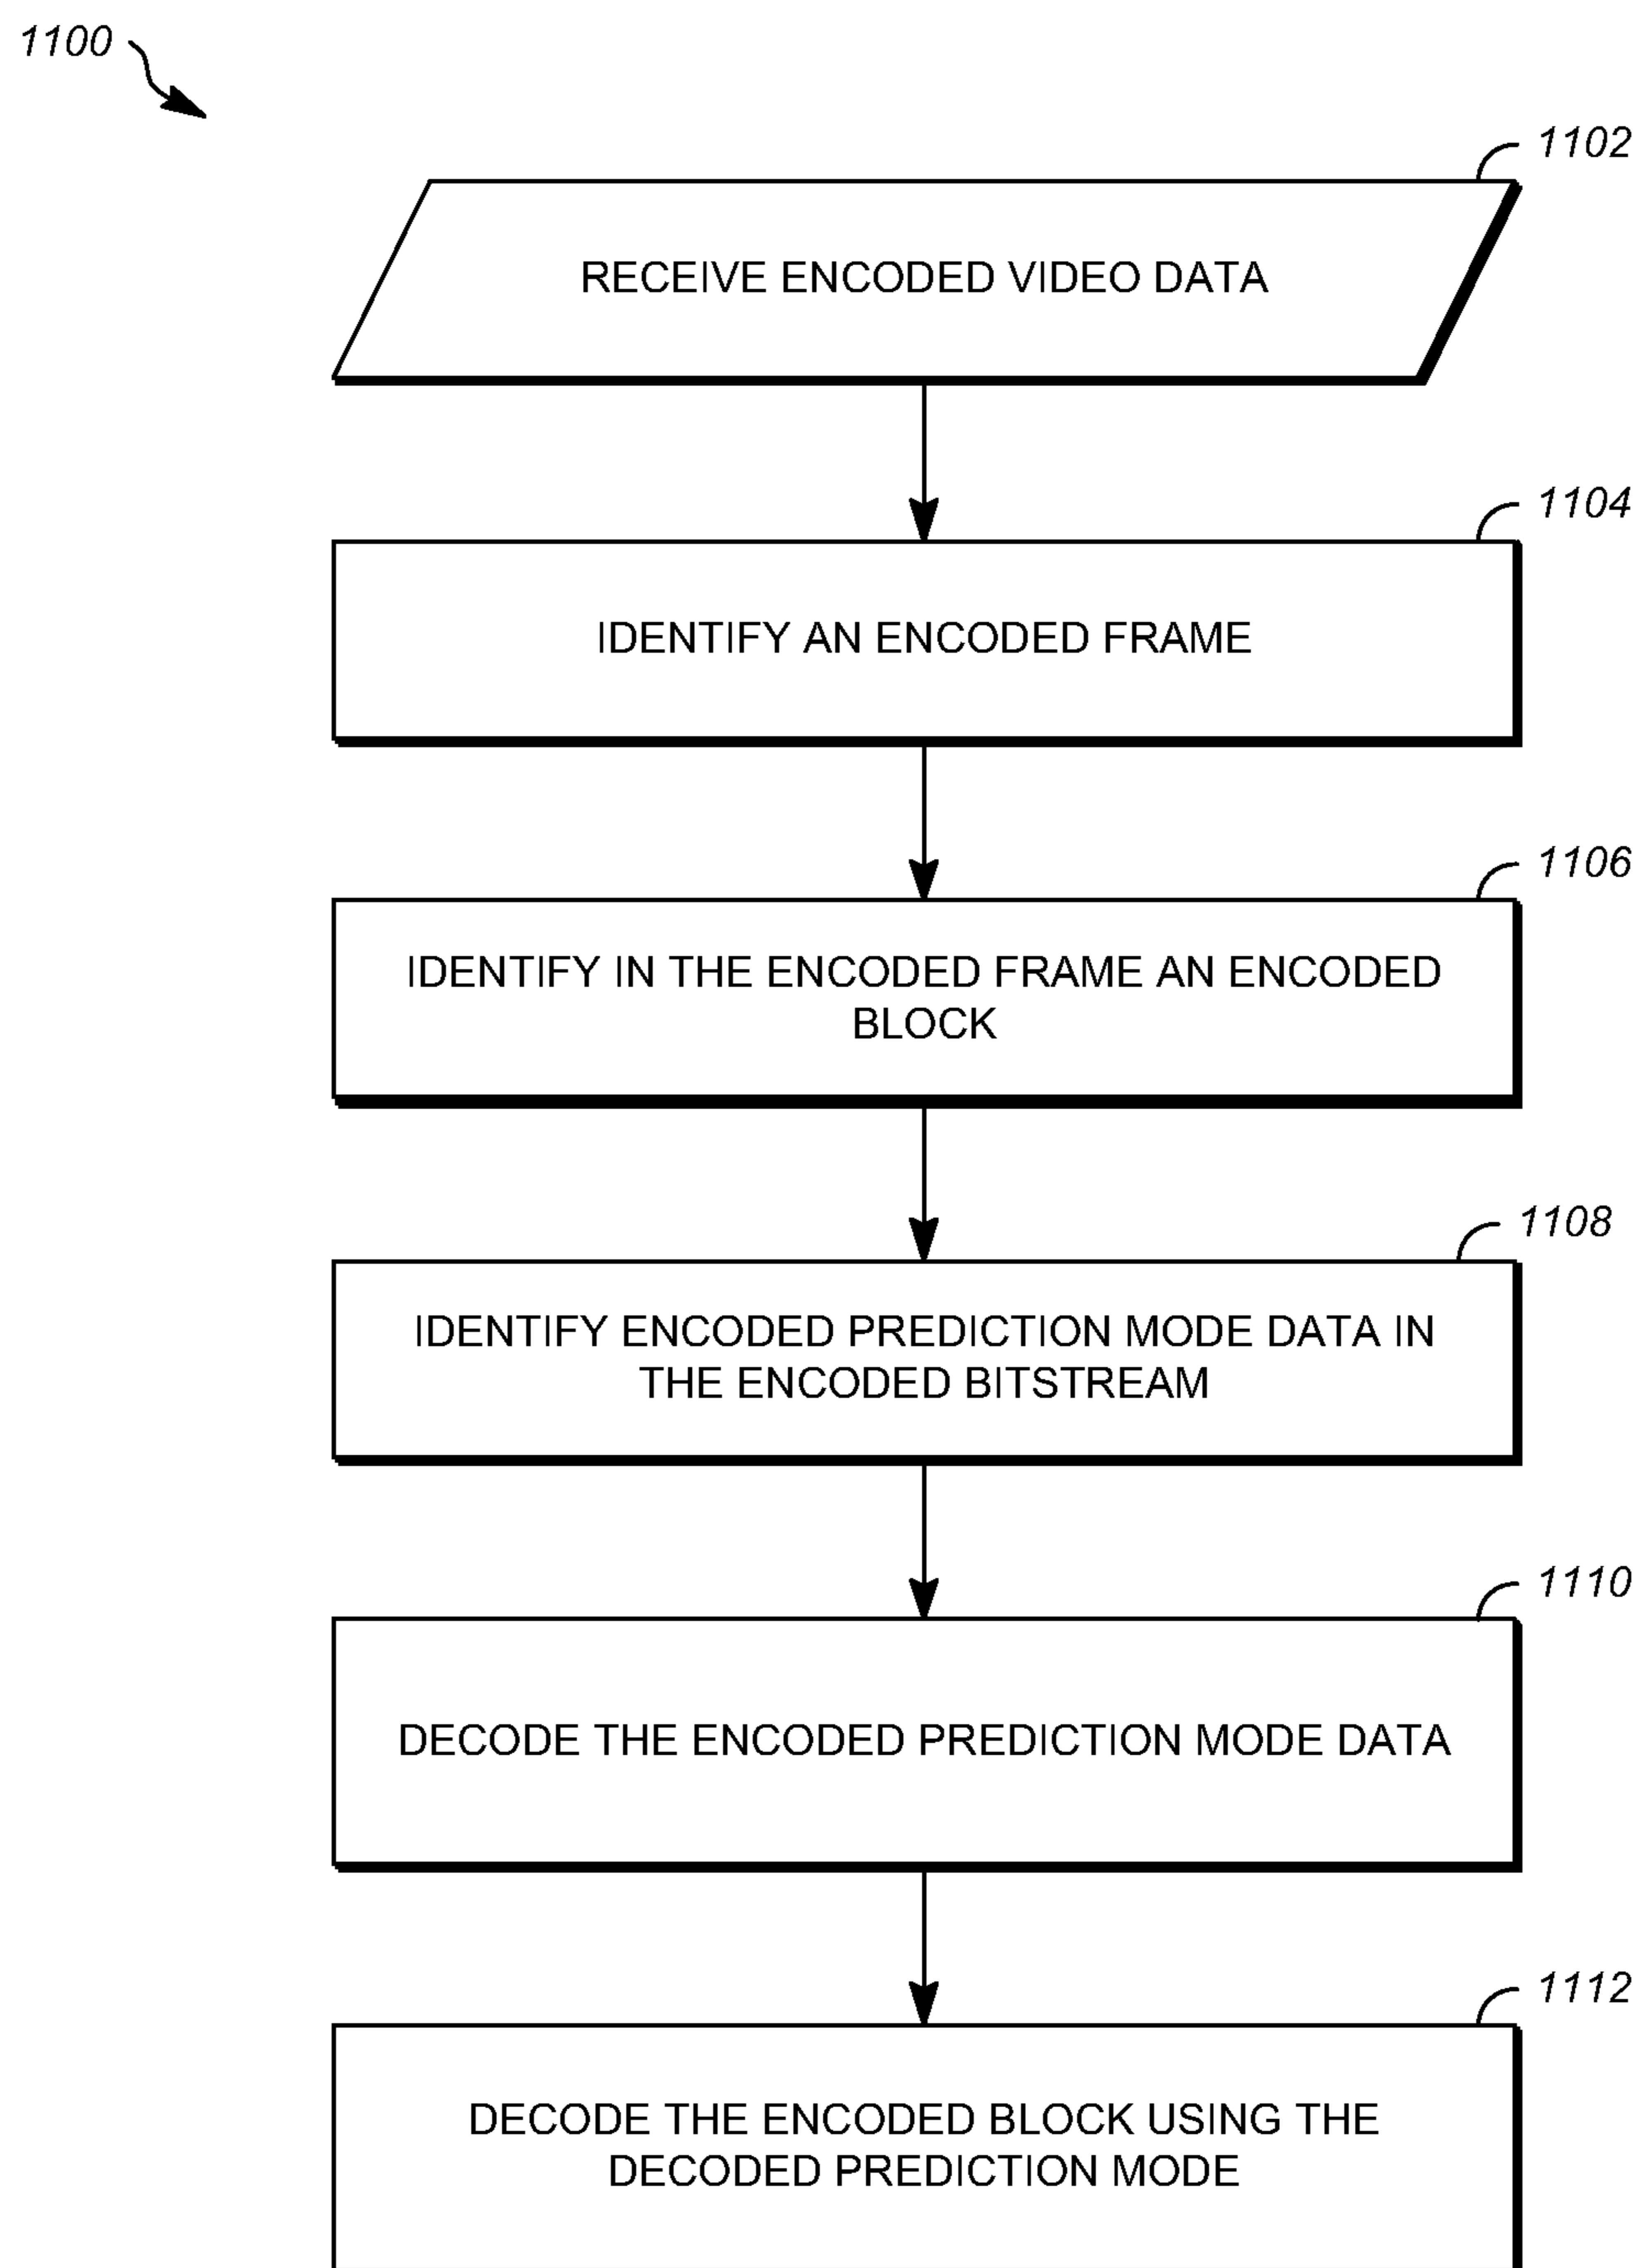 1100
1102
RECEIVE ENCODED VIDEO DATA
1104
IDENTIFY AN ENCODED FRAME
1106
IDENTIFY IN THE ENCODED FRAME AN ENCODED
BLOCK
1108
IDENTIFY ENCODED PREDICTION MODE DATA IN
THE ENCODED BITSTREAM
1110
DECODE THE ENCODED PREDICTION MODE DATA
1112
DECODE THE ENCODED BLOCK USING THE
DECODED PREDICTION MODE